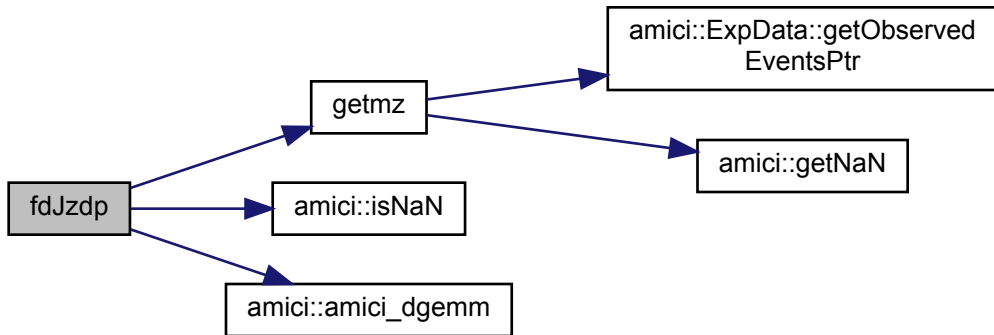 fdJzdp
getmz
amici::isNaN
amici::amici_dgemm
amici::ExpData::getObserved
EventsPtr
amici::getNaN